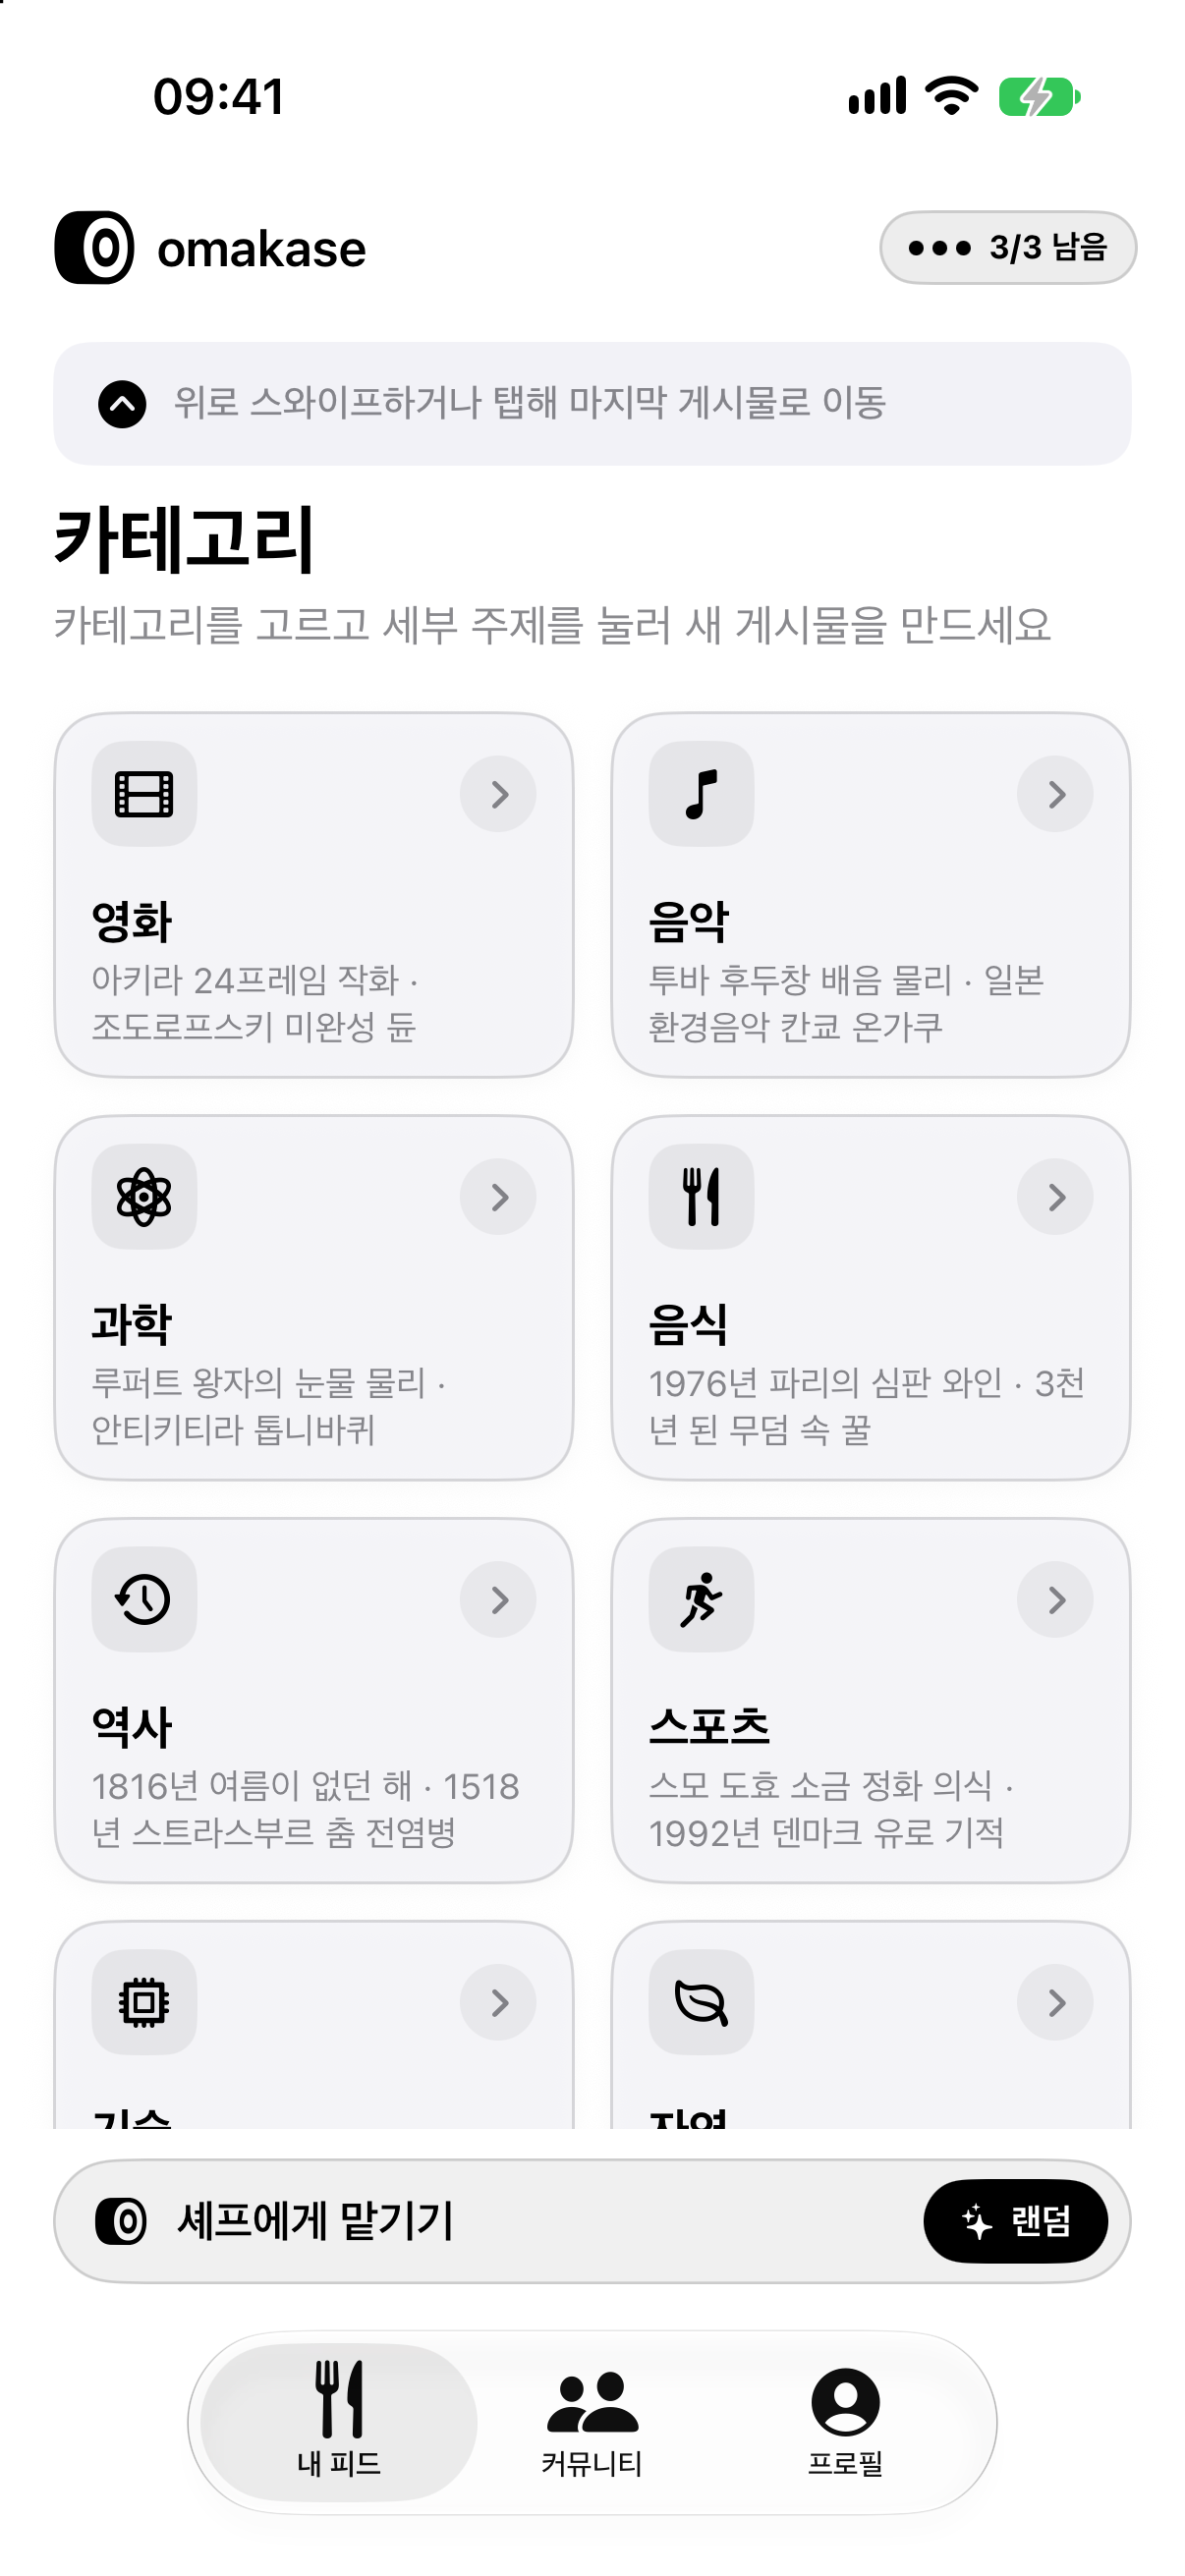 09:41
omakase
3/3 남음
위로 스와이프하거나 탭해 마지막 게시물로 이동
카테고리
카테고리를 고르고 세부 주제를 눌러 새 게시물을 만드세요
영화
아키라 24프레임 작화 ·
조도로프스키 미완성 듄
음악
투바 후두창 배음 물리 · 일본
환경음악 칸쿄 온가쿠
과학
루퍼트 왕자의 눈물 물리 ·
안티키티라 톱니바퀴
음식
1976년 파리의 심판 와인 · 3천
년 된 무덤 속 꿀
역사
1816년 여름이 없던 해 · 1518
년 스트라스부르 춤 전염병
스포츠
스모 도효 소금 정화 의식 ·
1992년 덴마크 유로 기적
셰프에게 맡기기
랜덤
내 피드
커뮤니티
프로필